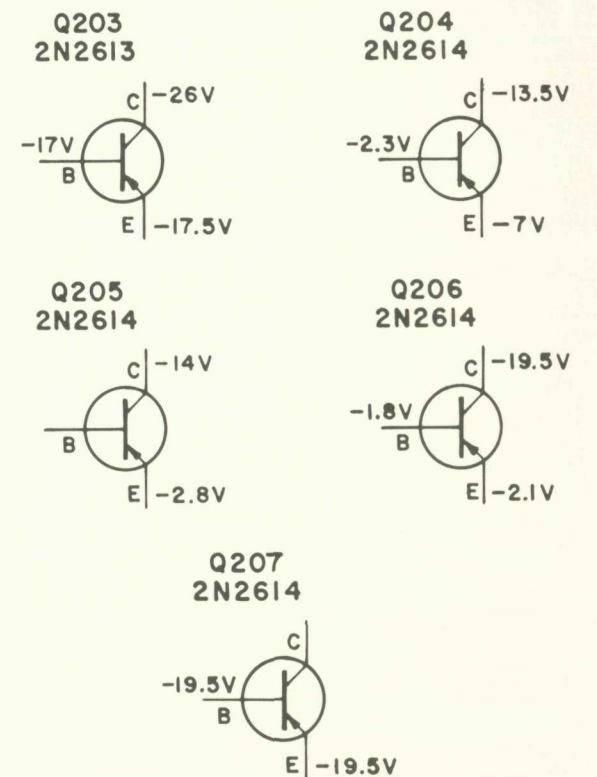 Q203
2N2613
C -26V
-17V
B
E -17.5V
Q204
2N2614
C -13.5V
-2.3V
B
E -7V
Q205
2N2614
C -14V
B
E -2.8V
Q206
2N2614
C -19.5V
-1.8V
B
E -2.1V
Q207
2N2614
C
-19.5V
B
E -19.5V